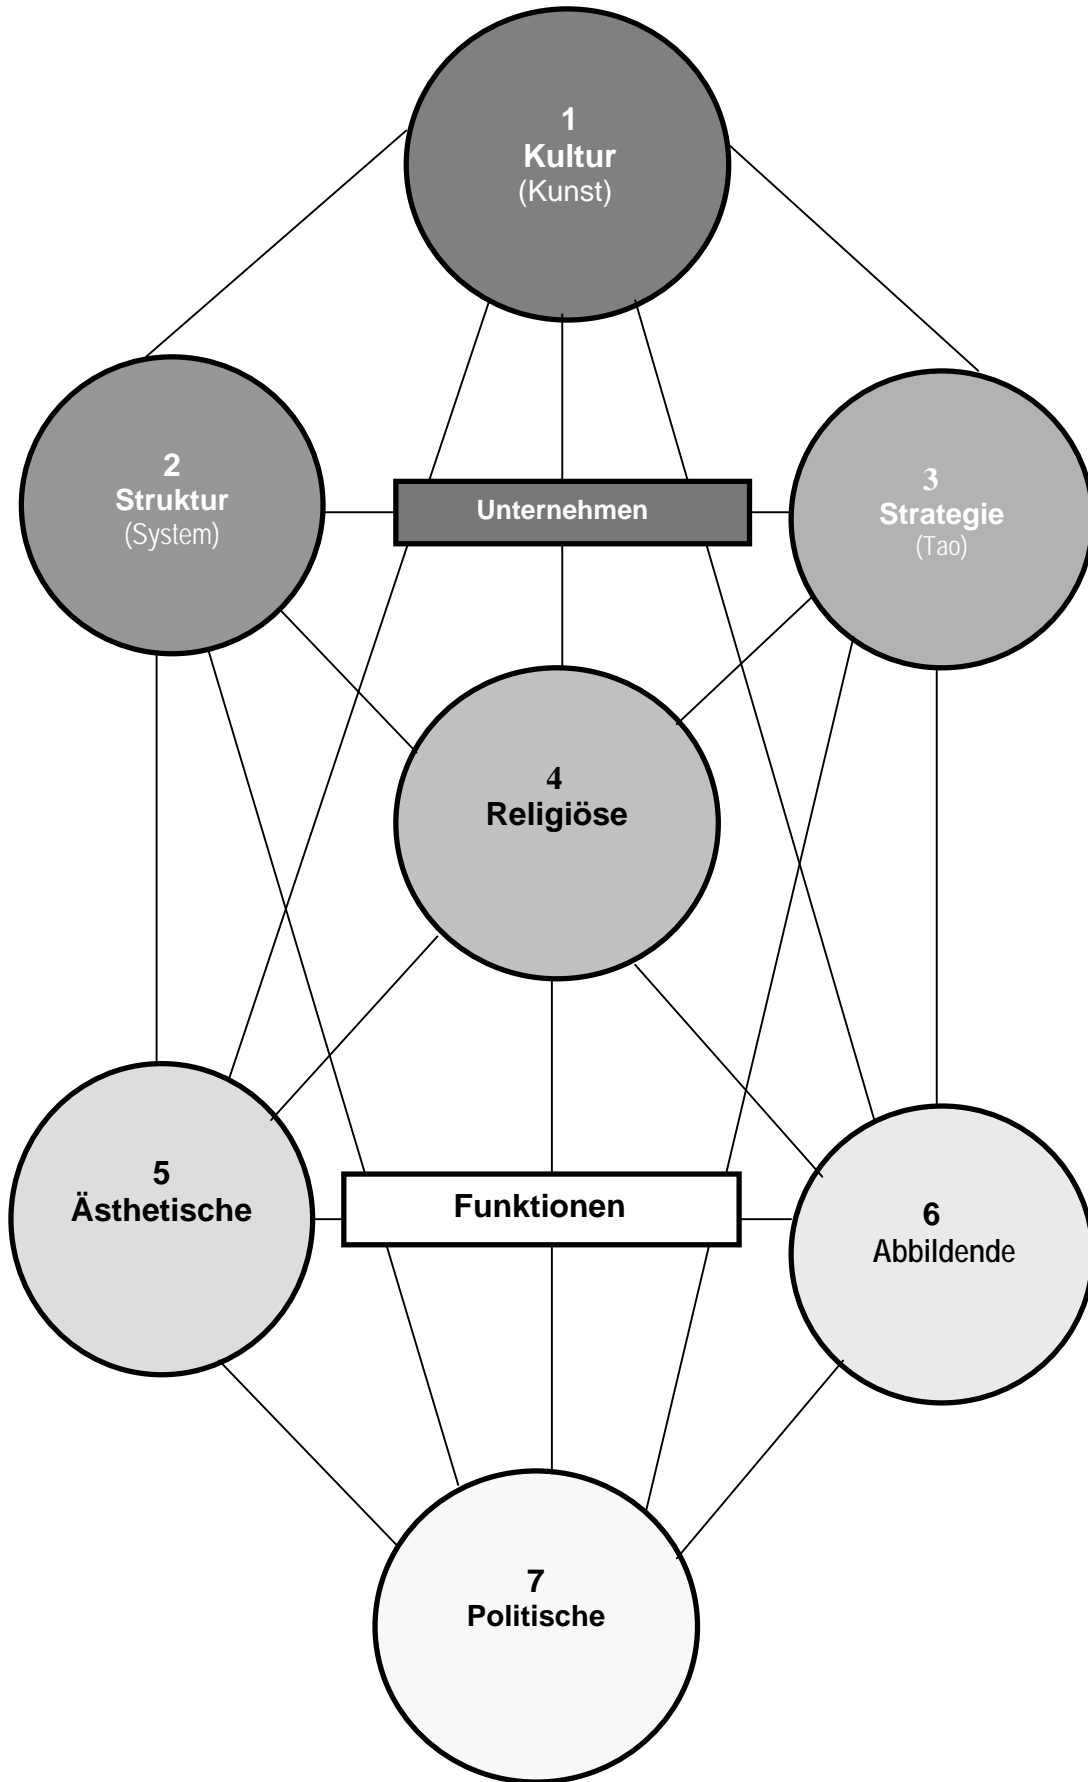 1
Kultur
(Kunst)
2
Struktur
(System)
Unternehmen
3
Strategie
(Tao)
4
Religiöse
5
Ästhetische
Funktionen
6
Abbildende
7
Politische